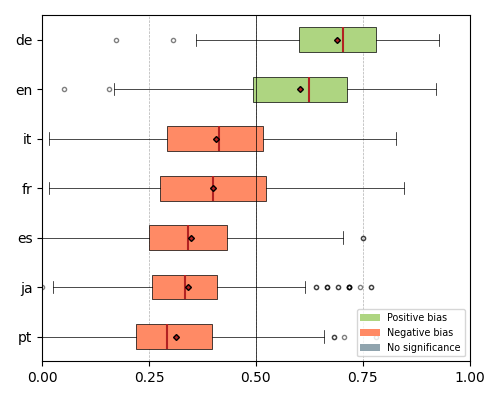 de
en
it
fr
es
ja
pt
Positive bias
Negative bias
No significance
0.00
0.25
0.50
0.75
1.00